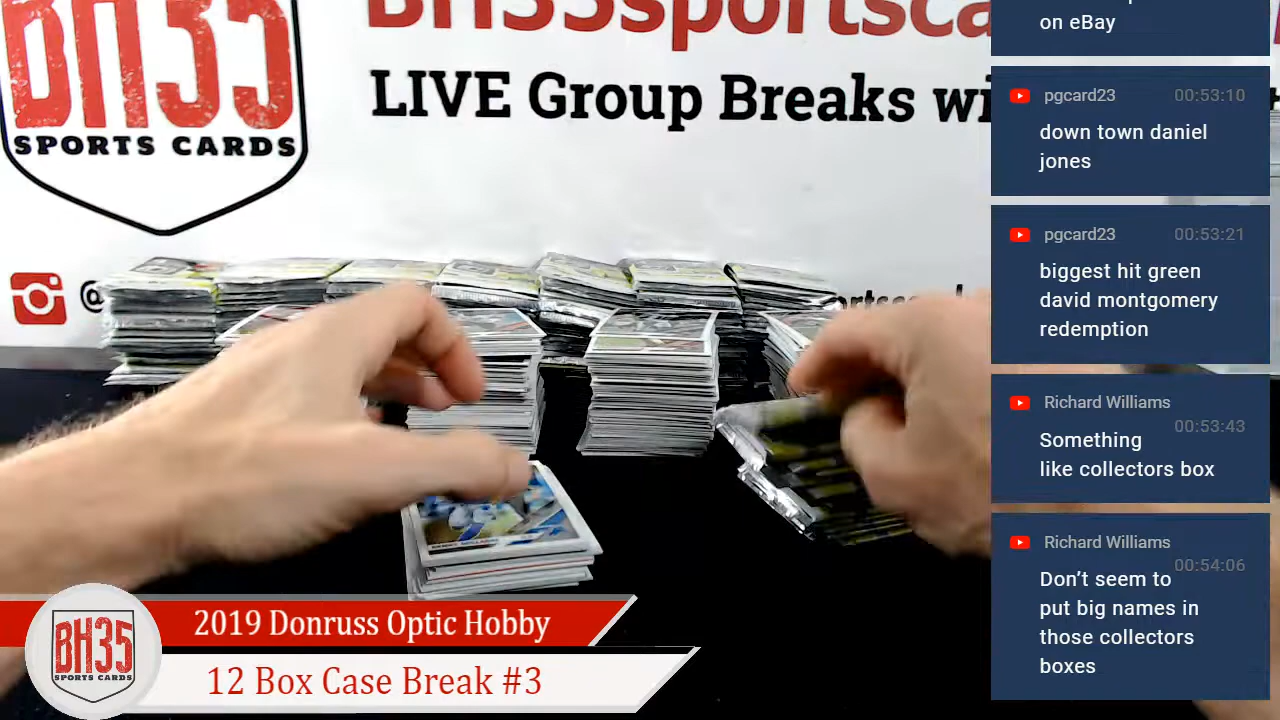 BH35
SPORTS CARDS
BH35sportsca
LIVE Group Breaks wi
@
on eBay
pgcard23 00:53:10
down town daniel
jones
pgcard23 00:53:21
biggest hit green
david montgomery
redemption
Richard Williams
00:53:43
Something
like collectors box
Richard Williams
00:54:06
Don't seem to
put big names in
those collectors
boxes
2019 Donruss Optic Hobby
12 Box Case Break #3
BH35
SPORTS CARDS